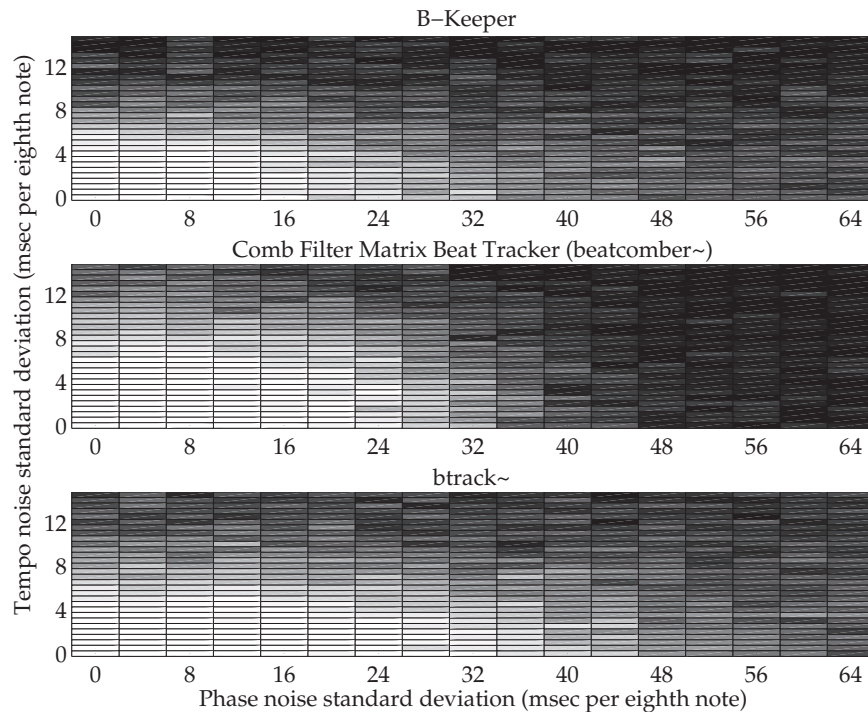 B−Keeper
12
8
4
0
0 8 16 24 32 40 48 56 64
Comb Filter Matrix Beat Tracker (beatcomber~)
12
8
4
0
0 8 16 24 32 40 48 56 64
btrack~
12
8
4
0
0 8 16 24 32 40 48 56 64
Tempo noise standard deviation (msec per eighth note)
Phase noise standard deviation (msec per eighth note)